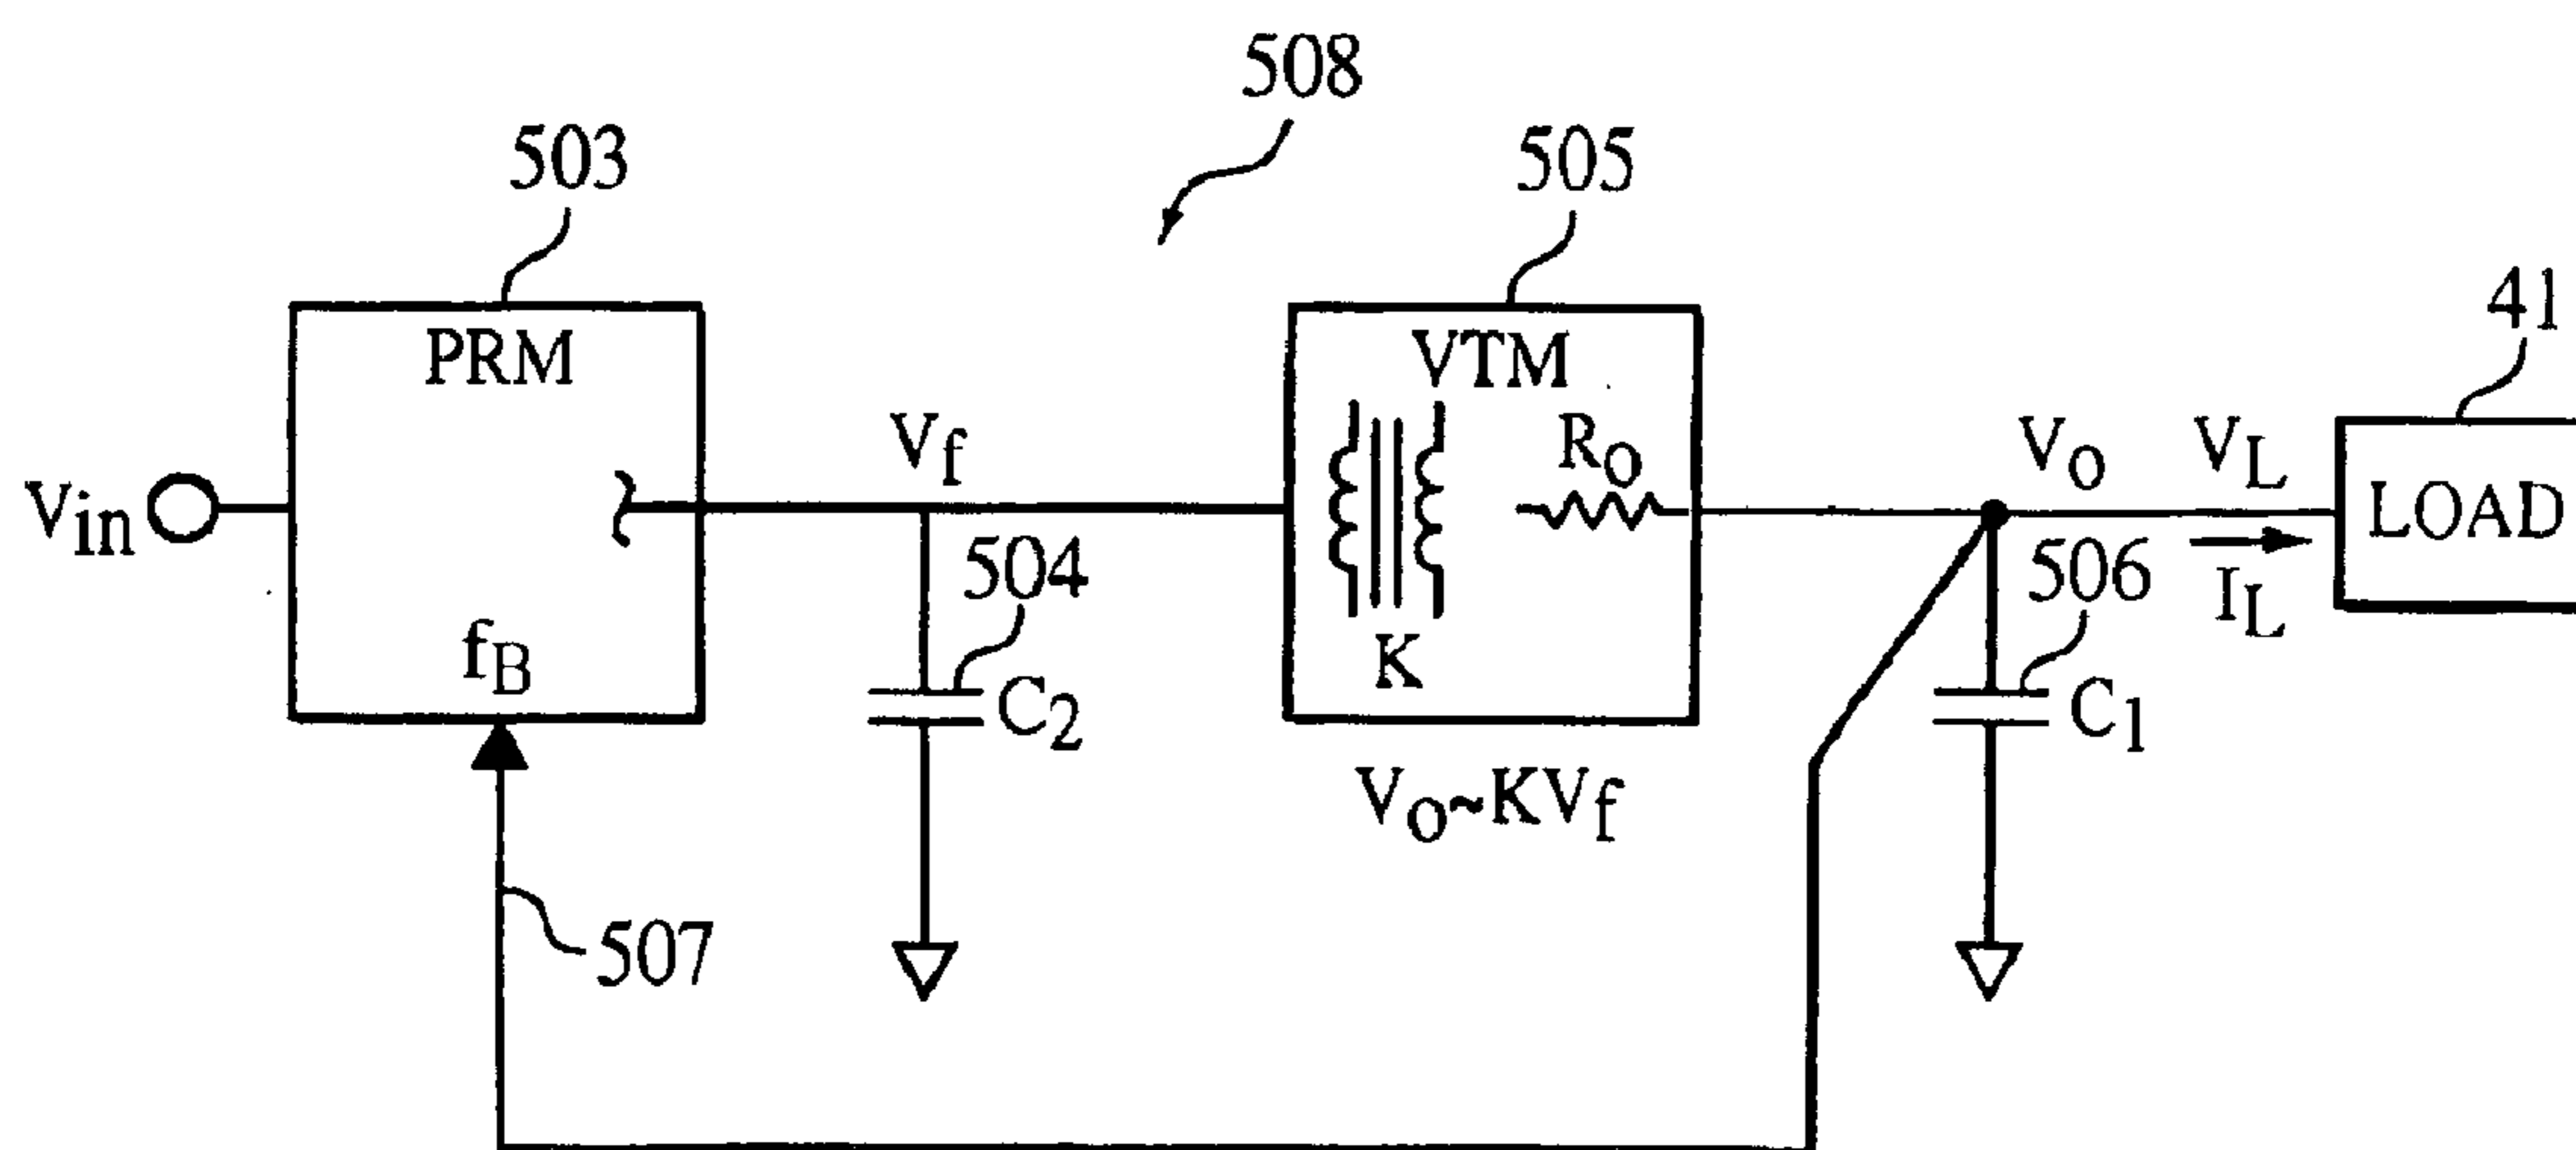 508
503
505
41
PRM
VTM
Vin
Vf
Ro
Vo
VL
LOAD
504
506
IL
fB
K
C2
C1
Vo~KVf
507